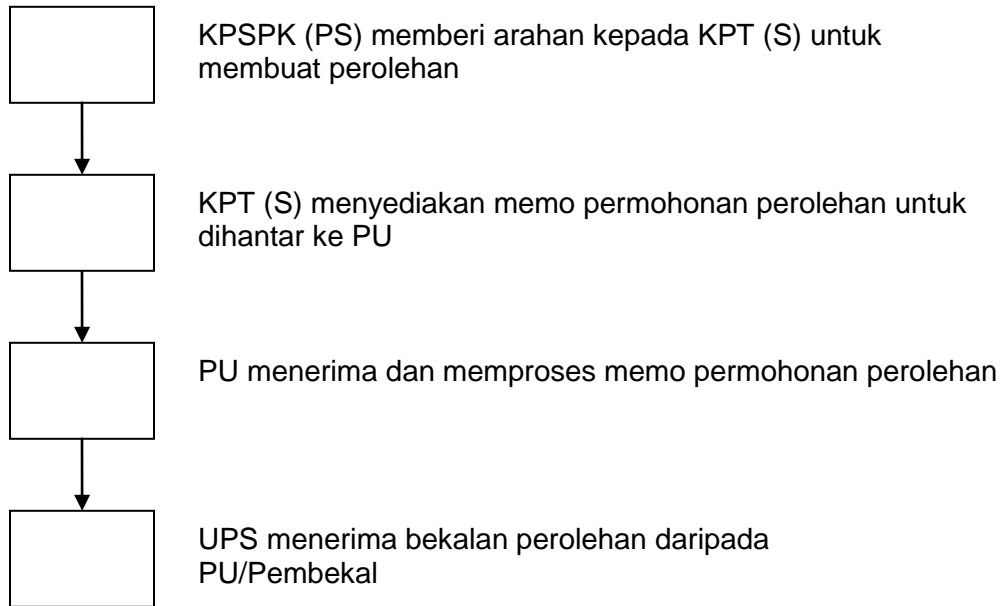 KPSPK (PS) memberi arahan kepada KPT (S) untuk
membuat perolehan
KPT (S) menyediakan memo permohonan perolehan untuk
dihantar ke PU
PU menerima dan memproses memo permohonan perolehan
UPS menerima bekalan perolehan daripada
PU/Pembekal